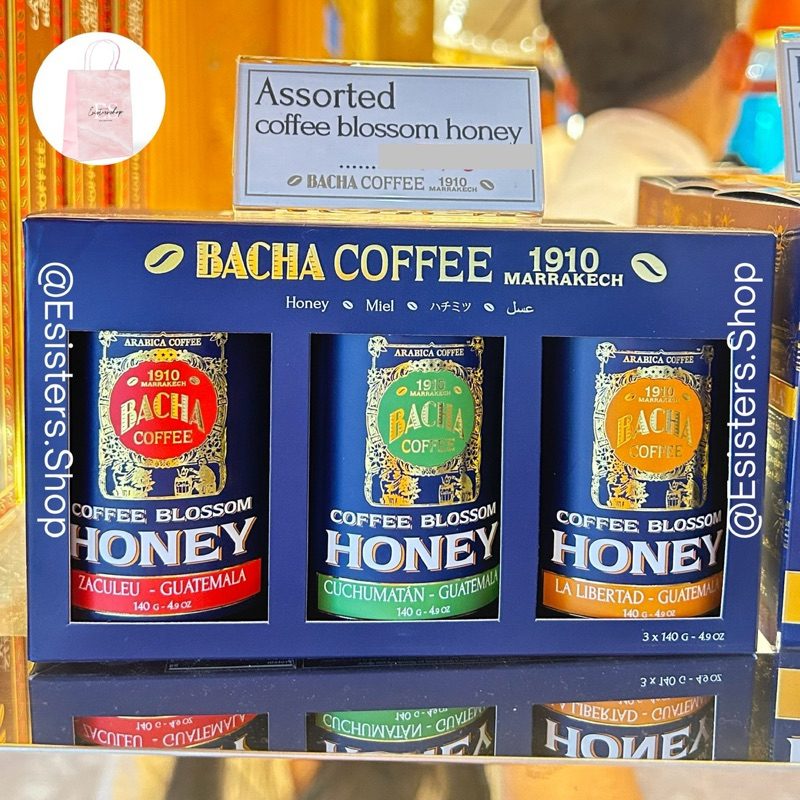 Assorted
coffee blossom honey
......
BACHA COFFEE 1910 MARRAKECH
BACHA COFFEE 1910 MARRAKECH
Honey Miel ハチミツ عسل
@Esisters.Shop
@Esisters.Shop
ARABICA COFFEE
1910
MARRAKECH
BACHA
COFFEE
COFFEE BLOSSOM
HONEY
ZACULEU - GUATEMALA
140 G - 4.9 OZ
ARABICA COFFEE
1910
MARRAKECH
BACHA
COFFEE
COFFEE BLOSSOM
HONEY
CUCHUMATÁN - GUATEMALA
140 G - 4.9 OZ
ARABICA COFFEE
1910
MARRAKECH
BACHA
COFFEE
COFFEE BLOSSOM
HONEY
LA LIBERTAD - GUATEMALA
140 G - 4.9 OZ
3 x 140 G - 4.9 OZ